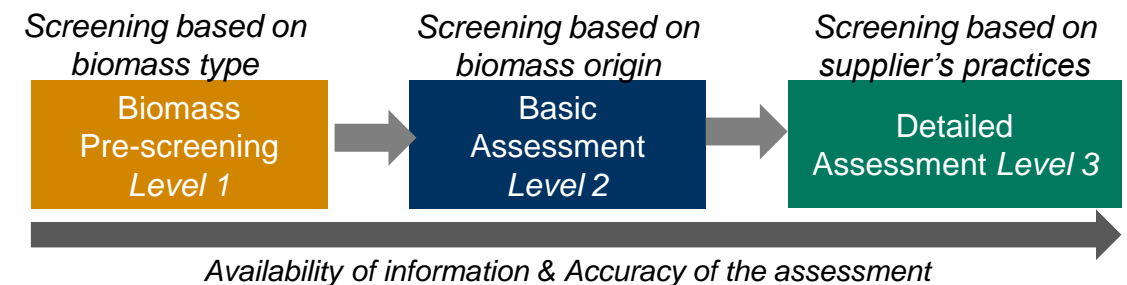 Screening based on
biomass type
Screening based on
biomass origin
Screening based on
supplier's practices
Biomass
Pre-screening
Level 1
Basic
Assessment
Level 2
Detailed
Assessment Level 3
Availability of information & Accuracy of the assessment